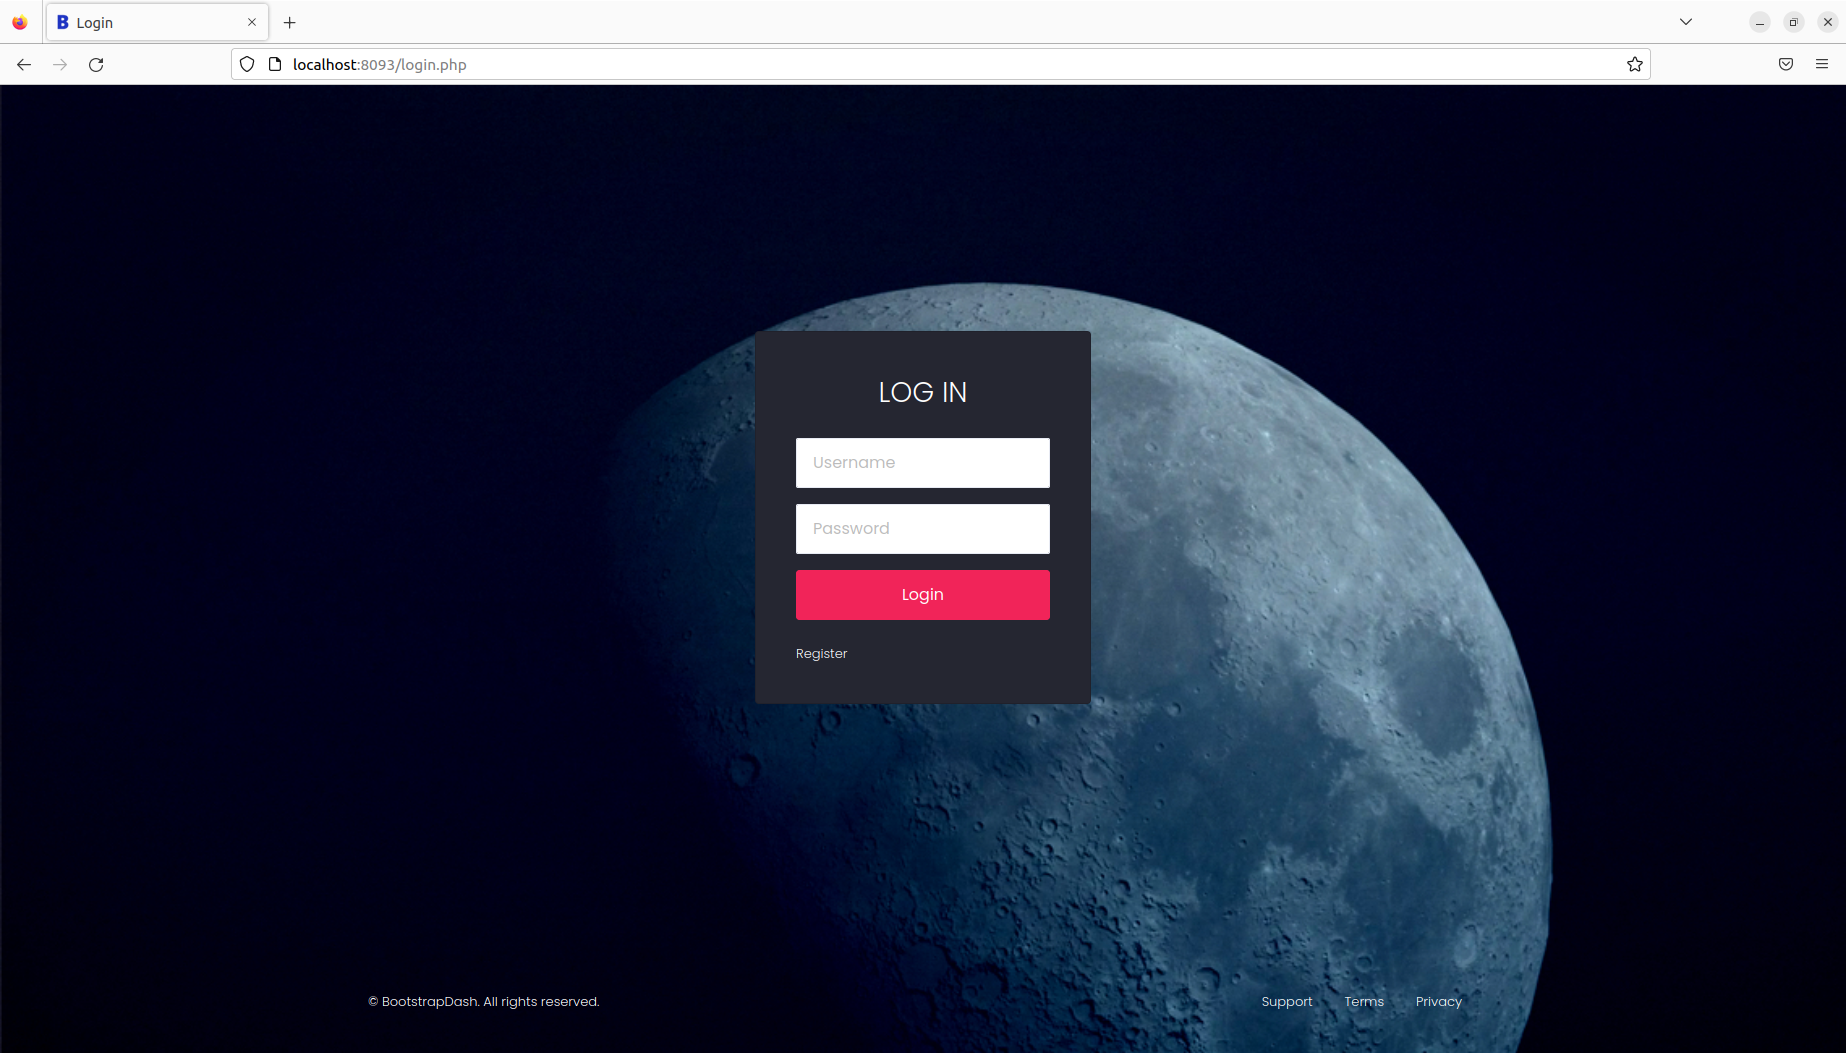 Login
localhost:8093/login.php
LOG IN
Username
Password
Login
Register
© BootstrapDash. All rights reserved.
Support Terms Privacy